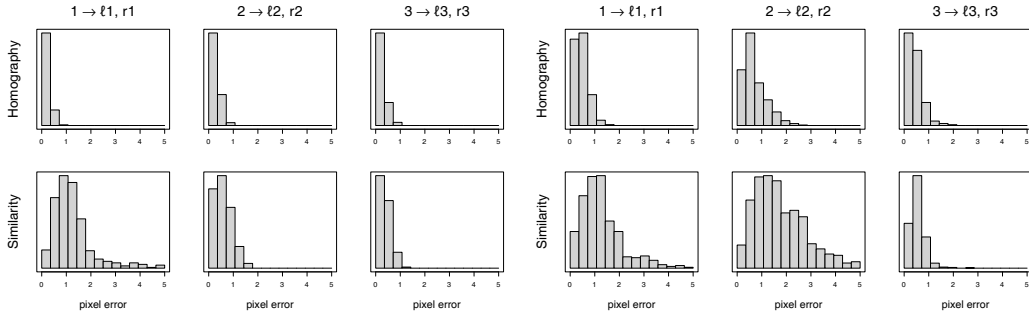 1 → ℓ1, r1 2 → ℓ2, r2 3 → ℓ3, r3 1 → ℓ1, r1 2 → ℓ2, r2 3 → ℓ3, r3
Homography Homography
0 1 2 3 4 5 0 1 2 3 4 5 0 1 2 3 4 5 0 1 2 3 4 5 0 1 2 3 4 5 0 1 2 3 4 5
Similarity Similarity
0 1 2 3 4 5 0 1 2 3 4 5 0 1 2 3 4 5 0 1 2 3 4 5 0 1 2 3 4 5 0 1 2 3 4 5
pixel error pixel error pixel error pixel error pixel error pixel error